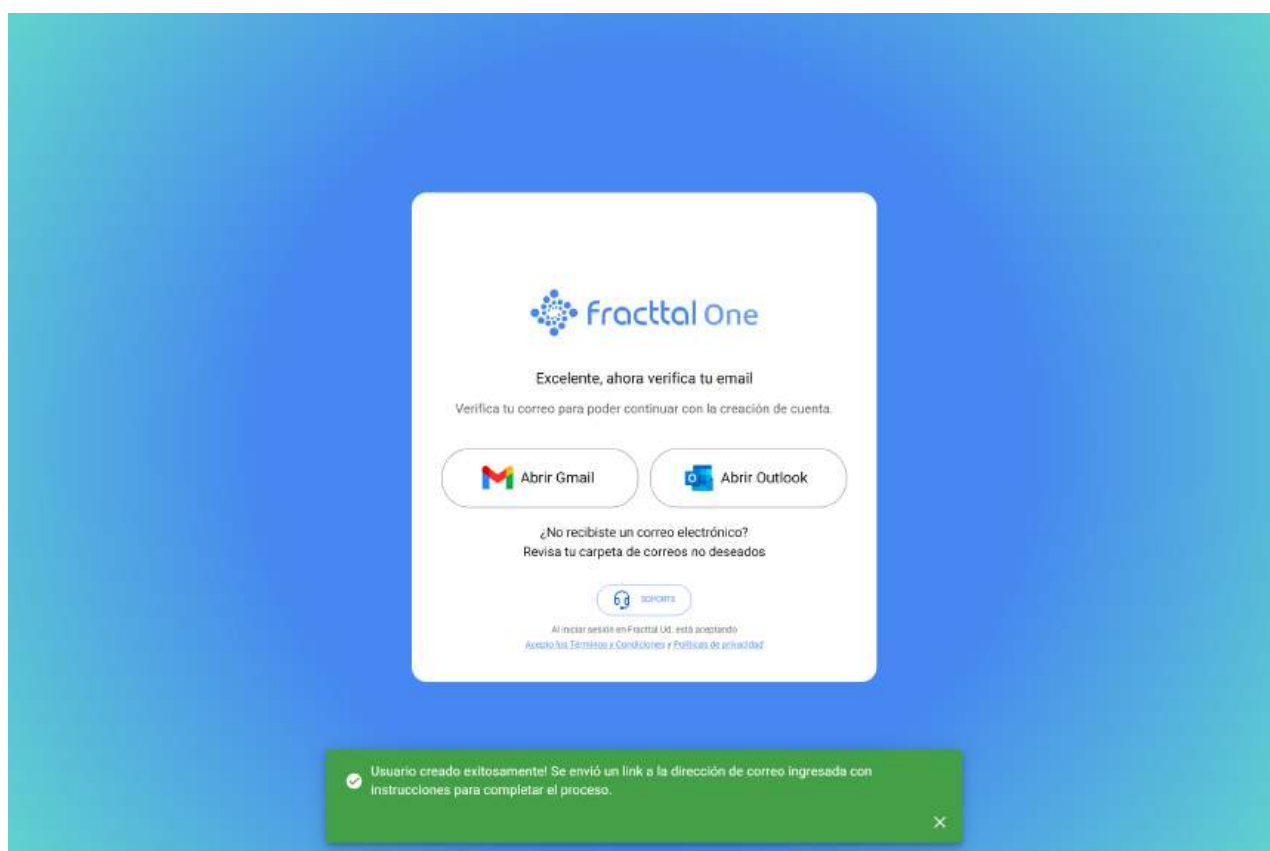 fracttal One
Excelente, ahora verifica tu email
Verifica tu correo para poder continuar con la creación de cuenta.
Abrir Gmail
Abrir Outlook
¿No recibiste un correo electrónico?
Revisa tu carpeta de correos no deseados
SOPORTE
Al iniciar sesión en Fracttal Ud. está aceptando
Acepto los Términos y Condiciones y Políticas de privacidad
Usuario creado exitosamente! Se envió un link a la dirección de correo ingresada con
instrucciones para completar el proceso.